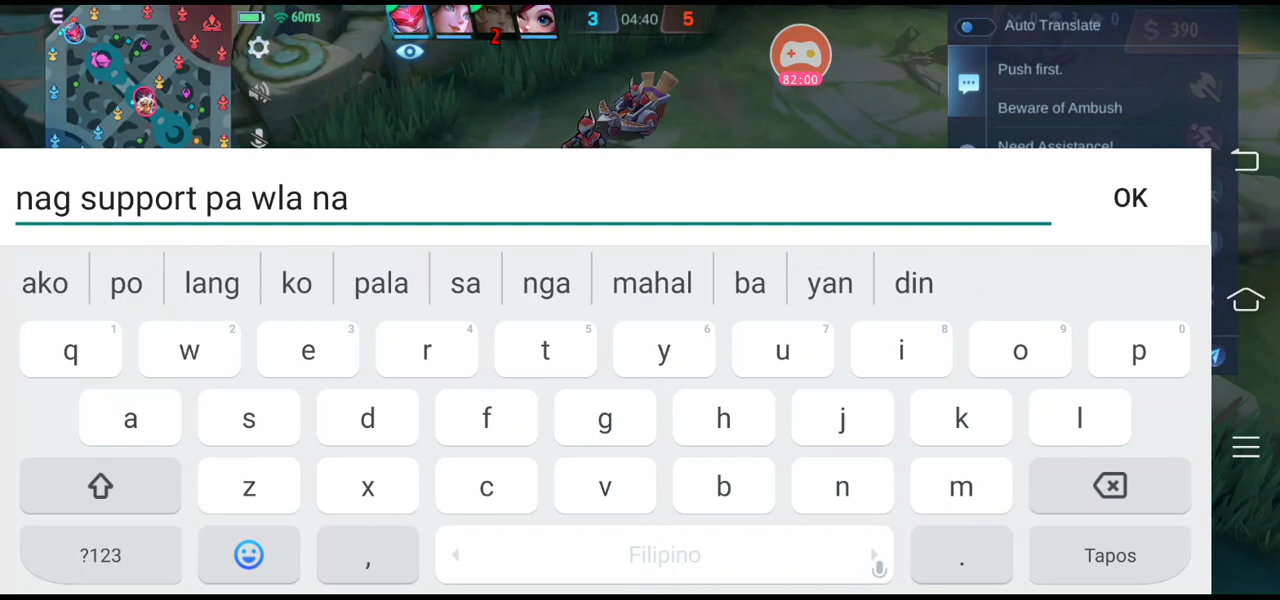 60ms
3 04:40 5
2
82:00
Auto Translate
$ 390
Push first.
Beware of Ambush
Need Assistance!
nag support pa wla na
OK
ako po lang ko pala sa nga mahal ba yan din
q 1 w 2 e 3 r 4 t 5 y 6 u 7 i 8 o 9 p 0
a s d f g h j k l
z x c v b n m
?123 , Filipino . Tapos